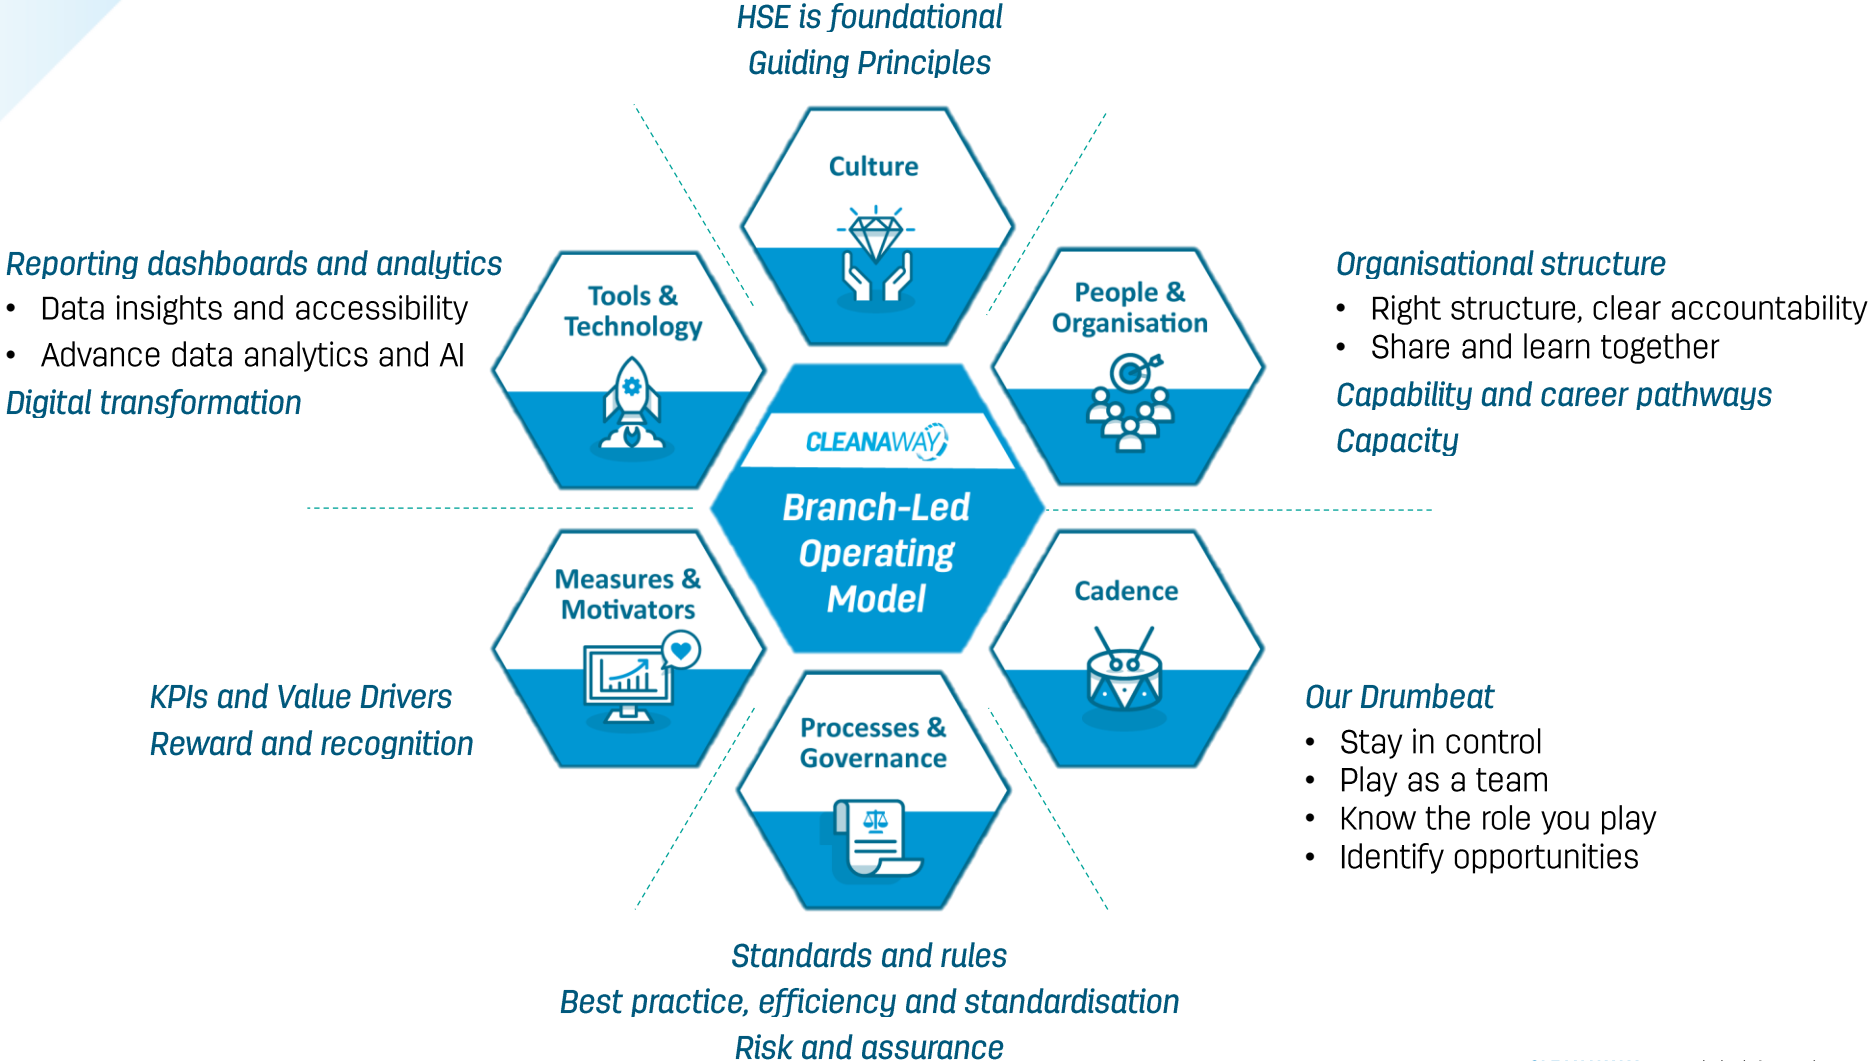 HSE is foundational
Guiding Principles
Culture
Reporting dashboards and analytics
• Data insights and accessibility
• Advance data analytics and AI
Digital transformation
Tools &
Technology
People &
Organisation
Organisational structure
• Right structure, clear accountability
• Share and learn together
Capability and career pathways
Capacity
CLEANAWAY
Branch-Led
Operating
Model
Measures &
Motivators
KPIs and Value Drivers
Reward and recognition
Cadence
Our Drumbeat
• Stay in control
• Play as a team
• Know the role you play
• Identify opportunities
Processes &
Governance
Standards and rules
Best practice, efficiency and standardisation
Risk and assurance